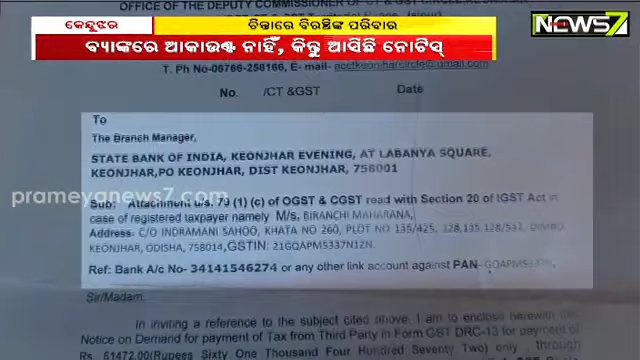 OFFICE OF THE DEPUTY COMMISSIONER OF CT & GST CIRCLE, KEONJHAR
କେନ୍ଦୁଝର
ଚିନ୍ତାରେ ବିରଞ୍ଚିଙ୍କ ପରିବାର
ବ୍ୟାଙ୍କରେ ଆକାଉଣ୍ଟ ନାହିଁ, କିନ୍ତୁ ଆସିଛି ନୋଟିସ୍
NEWS7
T. Ph No-06766-258166, E- mail- acctkeonjharcircle@gmail.com
No. /CT &GST Date
To
The Branch Manager,
STATE BANK OF INDIA, KEONJHAR EVENING, AT LABANYA SQUARE,
KEONJHAR,PO KEONJHAR, DIST KEONJHAR, 758001
prameyanews7.com
Sub: Attachment u/s. 79 (1) (c) of OGST & CGST read with Section 20 of IGST Act in
case of registered taxpayer namely M/s. BIRANCHI MAHARANA,
Address: C/O INDRAMANI SAHOO, KHATA NO 260, PLOT NO 135/425, 128,135,128/532, DIMBO,
KEONJHAR, ODISHA, 758014,GSTIN: 21GQAPM5337N1ZN.
Ref: Bank A/c No- 34141546274 or any other link account against PAN-GQAPM5337N.
Sir/Madam,
In inviting a reference to the subject cited above, I am to enclose herewith the
Notice on Demand for payment of Tax from Third Party in Form GST DRC-13 for payment of
Rs 61472.00(Rupees Sixty One Thousand Four Hundred Seventy Two) only , through